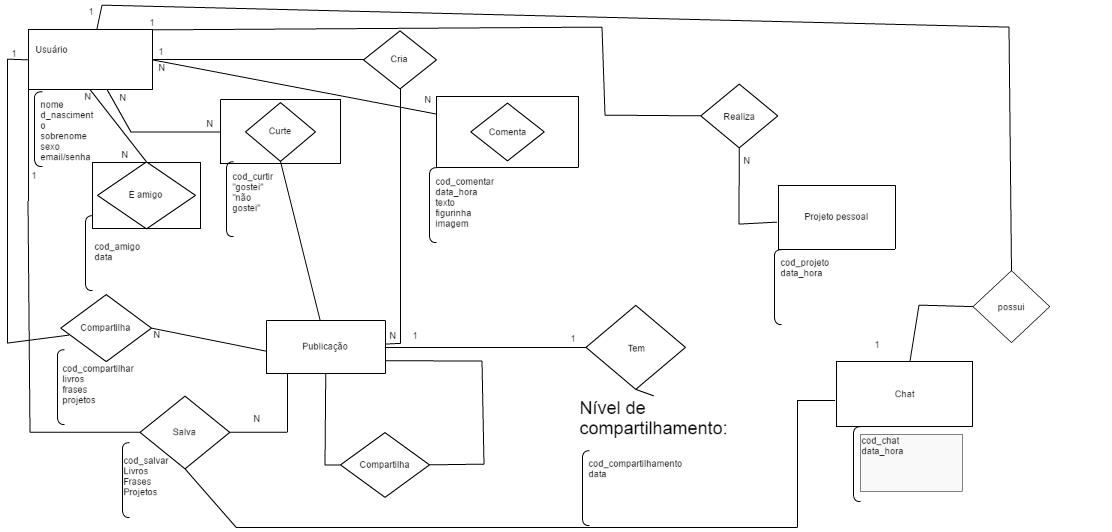 1
1
1
Usuário
1
N
Cria
N
N
nome
d_nasciment
o
sobrenome
sexo
email/senha
N
Curte
N
Comenta
Realiza
N
N
1
É amigo
cod_curtir
"gostei"
"não
gostei"
cod_comentar
data_hora
texto
figurinha
imagem
Projeto pessoal
cod_amigo
data
cod_projeto
data_hora
possui
Compartilha
N
N
1
1
1
Publicação
Tem
cod_compartilhar
livros
frases
projetos
Nível de
compartilhamento:
Chat
N
Salva
cod_chat
data_hora
cod_salvar
Livros
Frases
Projetos
Compartilha
cod_compartilhamento
data